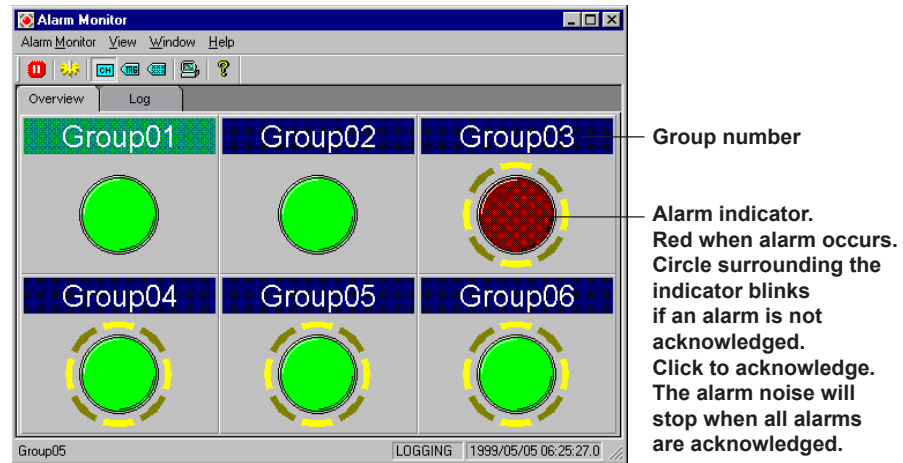 Alarm Monitor
Alarm Monitor View Window Help
CH TAG
?
Overview Log
Group01 Group02 Group03
Group number
Alarm indicator.
Red when alarm occurs.
Circle surrounding the
indicator blinks
if an alarm is not
acknowledged.
Click to acknowledge.
The alarm noise will
stop when all alarms
are acknowledged.
Group04 Group05 Group06
Group05 LOGGING 1999/05/05 06:25:27.0